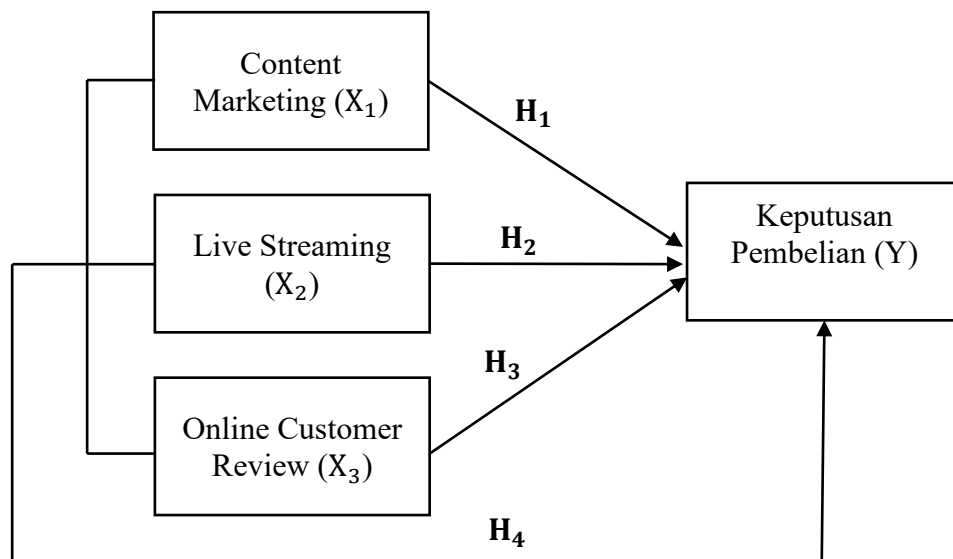 Content
Marketing (X₁)
H₁
Live Streaming
(X₂)
H₂
Keputusan
Pembelian (Y)
H₃
Online Customer
Review (X₃)
H₄